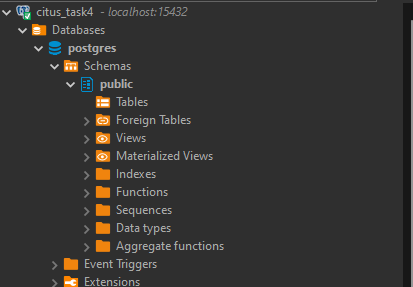 citus_task4 - localhost:15432
Databases
postgres
Schemas
public
Tables
Foreign Tables
Views
Materialized Views
Indexes
Functions
Sequences
Data types
Aggregate functions
Event Triggers
Extensions